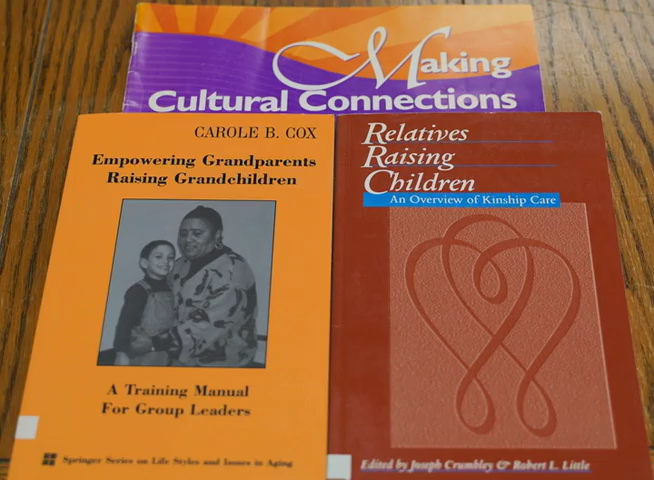 Making
Cultural Connections
CAROLE B. COX
Empowering Grandparents
Raising Grandchildren
A Training Manual
For Group Leaders
Springer Series on Life Styles and Issues in Aging
Relatives
Raising
Children
An Overview of Kinship Care
Edited by Joseph Crumbley & Robert L. Little